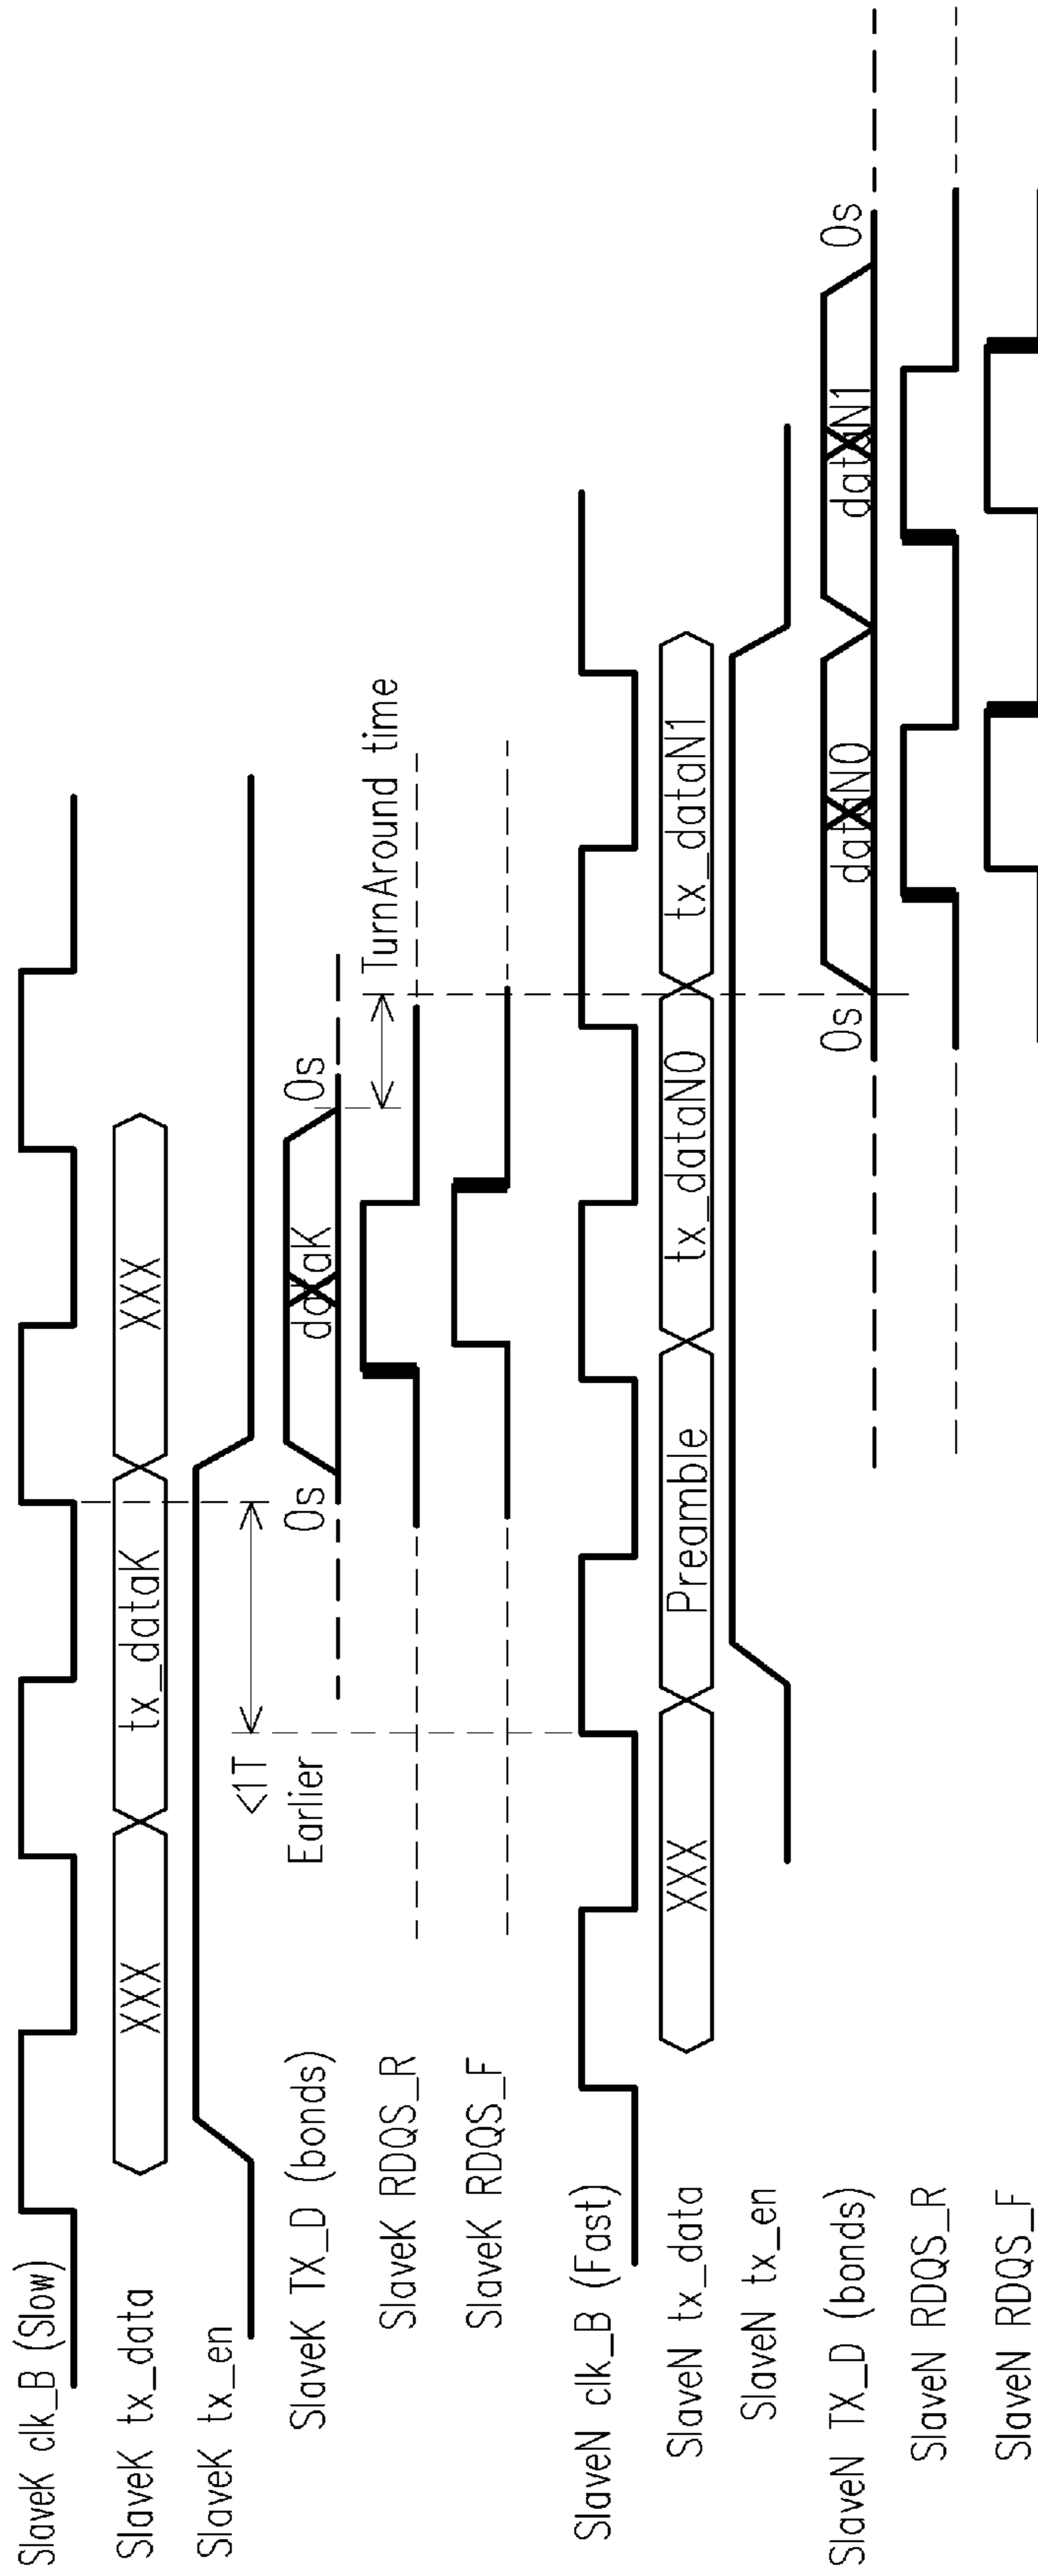 SlaveK clk_B (Slow)
SlaveK tx_data
XXX
tx_dataK
XXX
SlaveK tx_en
<1T
Earlier
SlaveK TX_D (bonds)
0s
dataK
0s
TurnAround time
SlaveK RDQS_R
SlaveK RDQS_F
SlaveN clk_B (Fast)
SlaveN tx_data
XXX
Preamble
tx_dataN0
tx_dataN1
SlaveN tx_en
SlaveN TX_D (bonds)
0s
dataN0
dataN1
0s
SlaveN RDQS_R
SlaveN RDQS_F